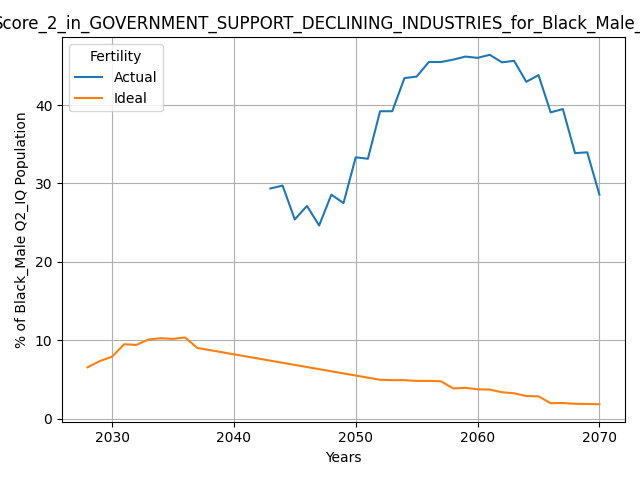 Score_2_in_GOVERNMENT_SUPPORT_DECLINING_INDUSTRIES_for_Black_Male_
Fertility
Actual
Ideal
% of Black_Male Q2_IQ Population
40
30
20
10
0
2030 2040 2050 2060 2070
Years